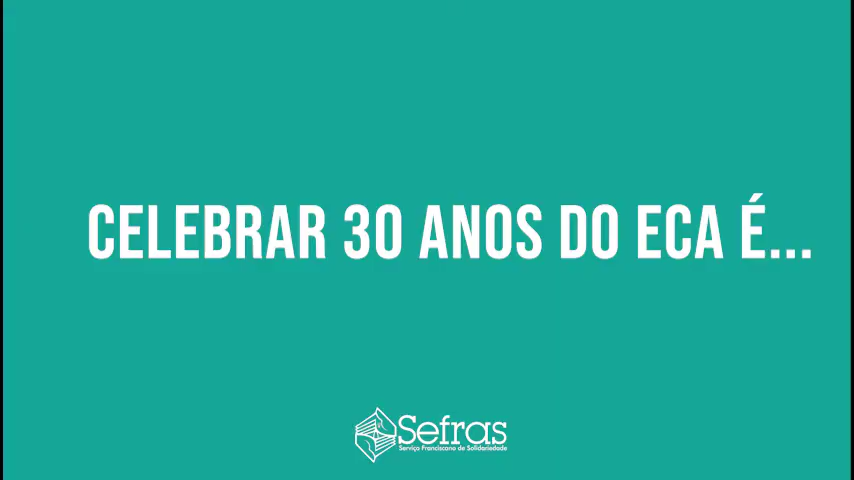 CELEBRAR 30 ANOS DO ECA É...
Sefras
Serviço Franciscano de Solidariedade